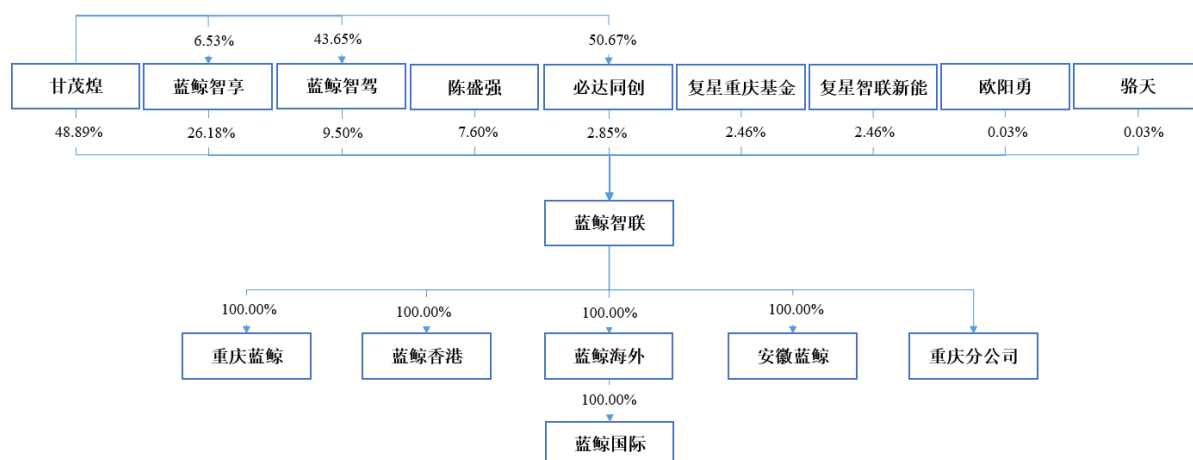 6.53% 43.65% 50.67%
甘茂煌 蓝鲸智享 蓝鲸智驾 陈盛强 必达同创 复星重庆基金 复星智联新能 欧阳勇 骆天
48.89% 26.18% 9.50% 7.60% 2.85% 2.46% 2.46% 0.03% 0.03%
蓝鲸智联
100.00% 100.00% 100.00% 100.00%
重庆蓝鲸 蓝鲸香港 蓝鲸海外 安徽蓝鲸 重庆分公司
100.00%
蓝鲸国际